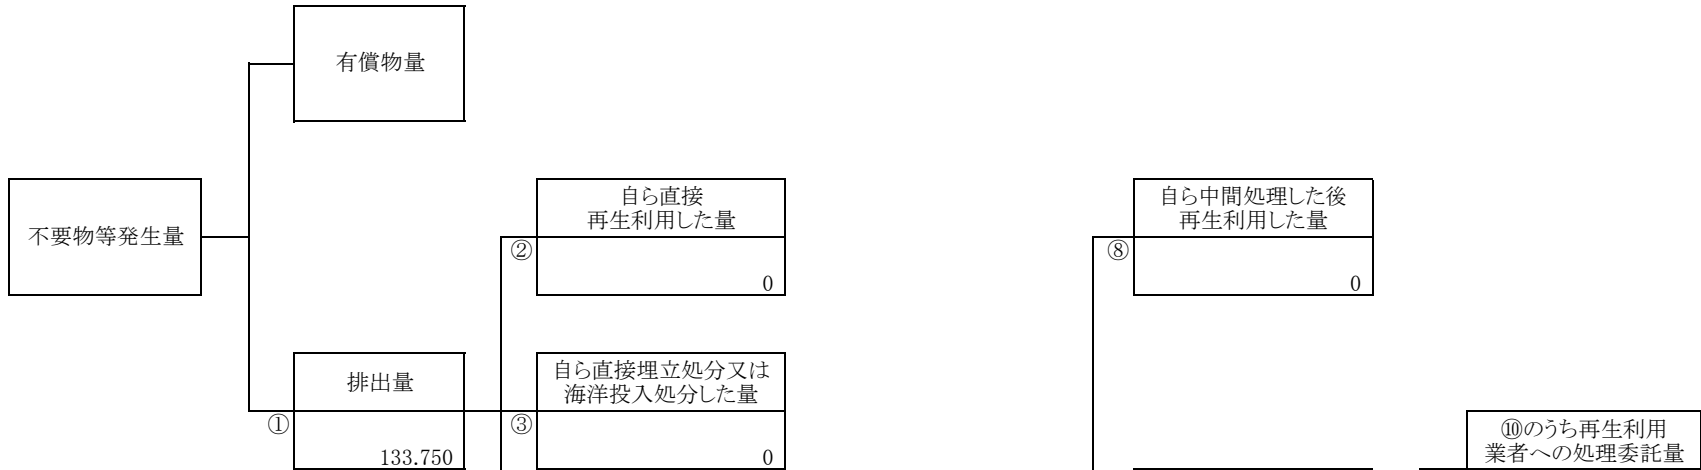 有償物量
不要物等発生量
自ら直接
再生利用した量
②
0
自ら中間処理した後
再生利用した量
⑧
0
排出量
①
133.750
自ら直接埋立処分又は
海洋投入処分した量
③
0
⑩のうち再生利用
業者への処理委託量